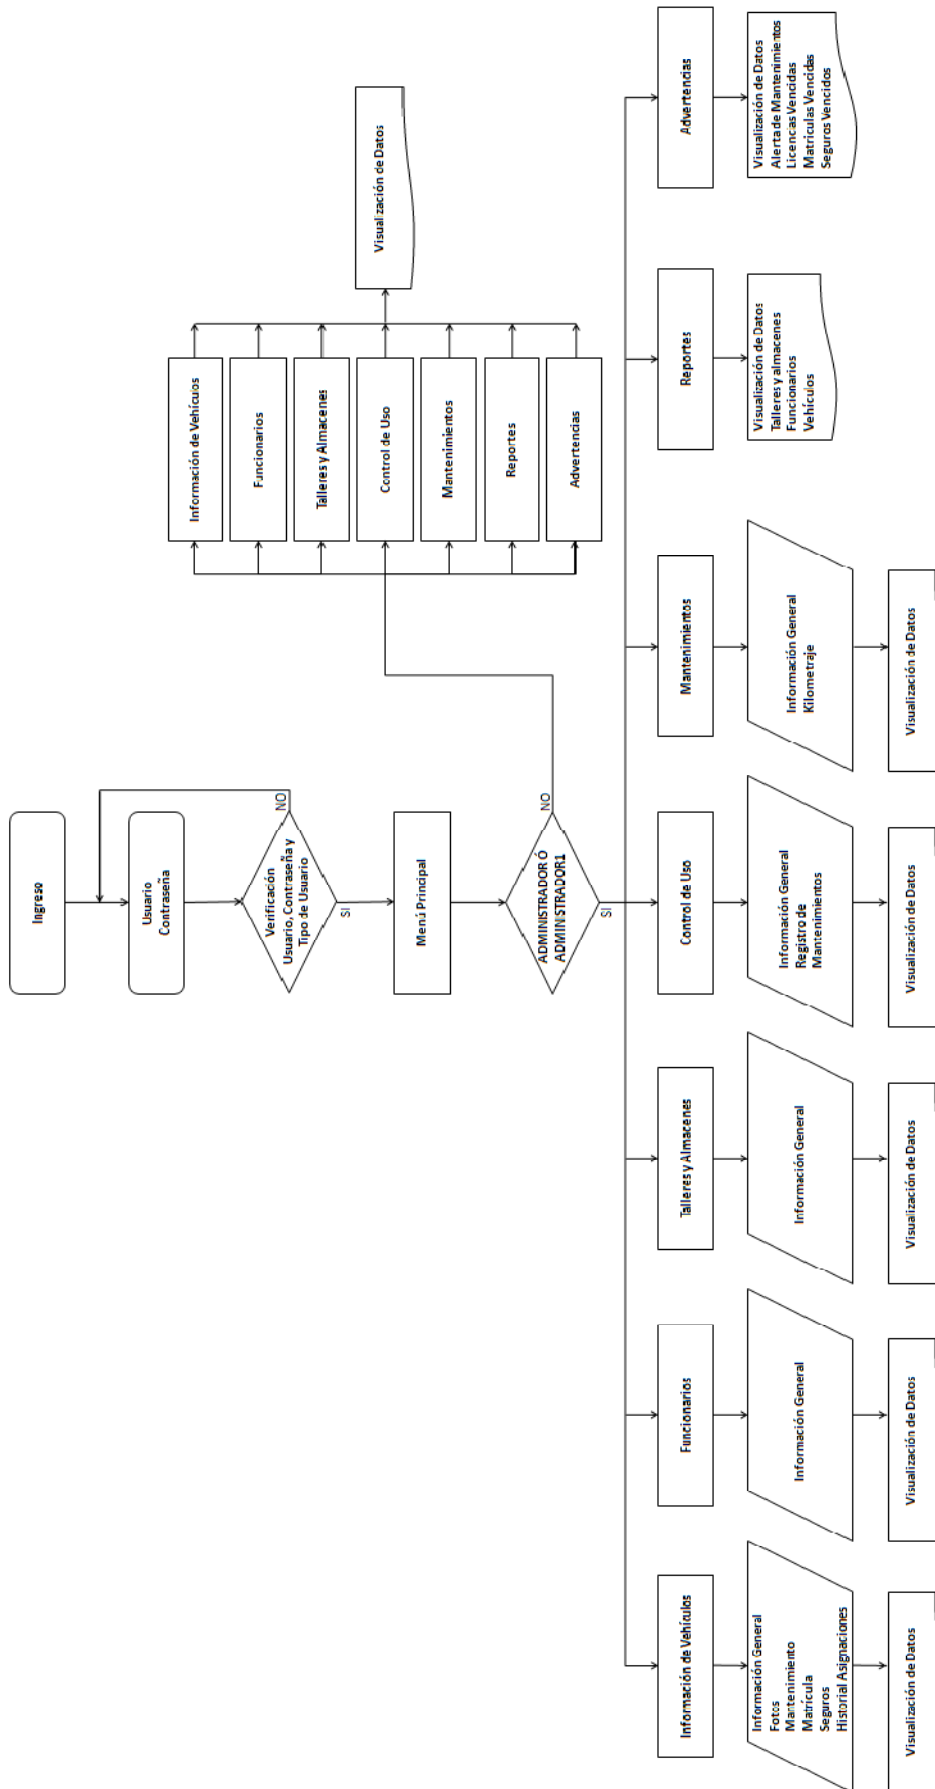 Ingreso
Usuario
Contraseña
Verificación
Usuario, Contraseña y
Tipo de Usuario
NO
SI
Menú Principal
ADMINISTRADOR Ó
ADMINISTRADOR1
NO
SI
Información de Vehículos
Funcionarios
Talleres y Almacenes
Control de Uso
Mantenimientos
Reportes
Advertencias
Visualización de Datos
Información de Vehículos
Información General
Fotos
Mantenimiento
Matrícula
Seguros
Historial Asignaciones
Visualización de Datos
Funcionarios
Información General
Visualización de Datos
Talleres y Almacenes
Información General
Visualización de Datos
Control de Uso
Información General
Registro de
Mantenimientos
Visualización de Datos
Mantenimientos
Información General
Kilometraje
Visualización de Datos
Reportes
Visualización de Datos
Talleres y almacenes
Funcionarios
Vehículos
Advertencias
Visualización de Datos
Alerta de Mantenimientos
Licencias Vencidas
Matriculas Vencidas
Seguros Vencidos